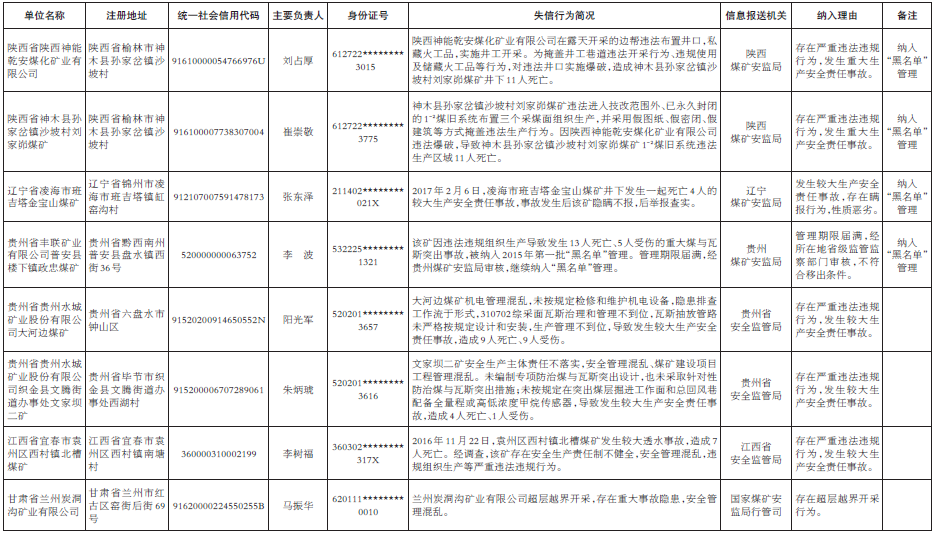 单位名称 注册地址 统一社会信用代码 主要负责人 身份证号 失信行为简况 信息报送机关 纳入理由 备注
陕西省陕西神能
乾安煤化矿业有
限公司
陕西省榆林市神
木县孙家岔镇沙
坡村
91610000054766976U
刘占厚
612722********
3015
陕西神能乾安煤化矿业有限公司在露天开采的边帮违法布置井口，私
藏火工品，实施井工开采。为掩盖井工巷道违法开采行为、违规使用
及储藏火工品等行为，对违法井口实施爆破，造成神木县孙家岔镇沙
坡村刘家峁煤矿井下11人死亡。
陕西
煤矿安监局
存在严重违法违规
行为，发生重大生
产安全责任事故。
纳入
“黑名单”
管理
陕西省神木县孙
家岔镇沙坡村刘
家峁煤矿
陕西省榆林市神
木县孙家岔镇沙
坡村
916100007738307004
崔崇敬
612722********
3775
神木县孙家岔镇沙坡村刘家峁煤矿违法进入技改范围外、已永久封闭
的1⁻²煤旧系统布置三个采煤面组织生产，并采用假图纸、假密闭、假
建筑等方式掩盖违法生产行为。因陕西神能乾安煤化矿业有限公司
违法爆破，导致神木县孙家岔镇沙坡村刘家峁煤矿1⁻²煤旧系统违法
生产区域11人死亡。
陕西
煤矿安监局
存在严重违法违规
行为，发生重大生
产安全责任事故。
纳入
“黑名单”
管理
辽宁省凌海市班
吉塔金宝山煤矿
辽宁省锦州市凌
海市班吉塔镇缸
窑沟村
912107007591478173
张东泽
211402********
021X
2017年2月6日，凌海市班吉塔金宝山煤矿井下发生一起死亡4人的
较大生产安全事故，事故发生后该矿隐瞒不报，后举报查实。
辽宁
煤矿安监局
发生较大生产安全
责任事故，存在瞒
报行为，性质恶劣。
纳入
“黑名单”
管理
贵州省丰联矿业
有限公司普安县
楼下镇政忠煤矿
贵州省黔西南州
普安县盘水镇西
街36号
520000000063752
李 波
532225********
1321
该矿因违法违规组织生产导致发生13人死亡、5人受伤的重大煤与瓦
斯突出事故，被纳入2015年第一批“黑名单”管理。管理期限届满，经
贵州煤矿安监局审核，继续纳入“黑名单”管理。
贵州
煤矿安监局
管理期限届满，经
所在地省级监管监
察部门审核，不符
合移出条件。
纳入
“黑名单”
管理
贵州省贵州水城
矿业股份有限公
司大河边煤矿
贵州省六盘水市
钟山区
91520200914650552N
阳光军
520201********
3657
大河边煤矿机电管理混乱，未按规定检修和维护机电设备，隐患排查
工作流于形式，310702综采面瓦斯治理和管理不到位，瓦斯抽放管路
未严格按规定设计和安装，生产管理不到位，导致发生较大生产安全
责任事故，造成9人死亡、9人受伤。
贵州省
安全监管局
存在严重违法违规
行为，发生较大生
产安全责任事故。
贵州省贵州水城
矿业股份有限公
司织金县文腾街
道办事处文家坝
二矿
贵州省毕节市织
金县文腾街道办
事处西湖村
915200006707289061
朱炳珑
520201********
3616
文家坝二矿安全生产主体责任不落实，安全管理混乱、煤矿建设项目
工程管理混乱。未编制专项防治煤与瓦斯突出设计，也未采取针对性
防治煤与瓦斯突出措施；未按规定在突出煤层掘进工作面和总回风巷
配备全量程或高低浓度甲烷传感器，导致发生较大生产安全责任事
故，造成4人死亡、1人受伤。
贵州省
安全监管局
存在严重违法违规
行为，发生较大生
产安全责任事故。
江西省宜春市袁
州区西村镇北槽
煤矿
江西省宜春市袁
州区西村镇南塘
村
360000310002199
李树福
360302********
317X
2016年11月22日，袁州区西村镇北槽煤矿发生较大透水事故，造成7
人死亡。经调查，该矿存在安全生产责任制不健全，安全管理混乱，违
规组织生产等严重违法违规行为。
江西省
安全监管局
存在严重违法违规
行为，发生较大生
产安全责任事故。
甘肃省兰州炭洞
沟矿业有限公司
甘肃省兰州市红
古区窑街后街69
号
91620000224550255B
马振华
620111********
0010
兰州炭洞沟矿业有限公司超层越界开采，存在重大事故隐患，安全管
理混乱。
国家煤矿安
监局行管司
存在超层越界开采
行为。